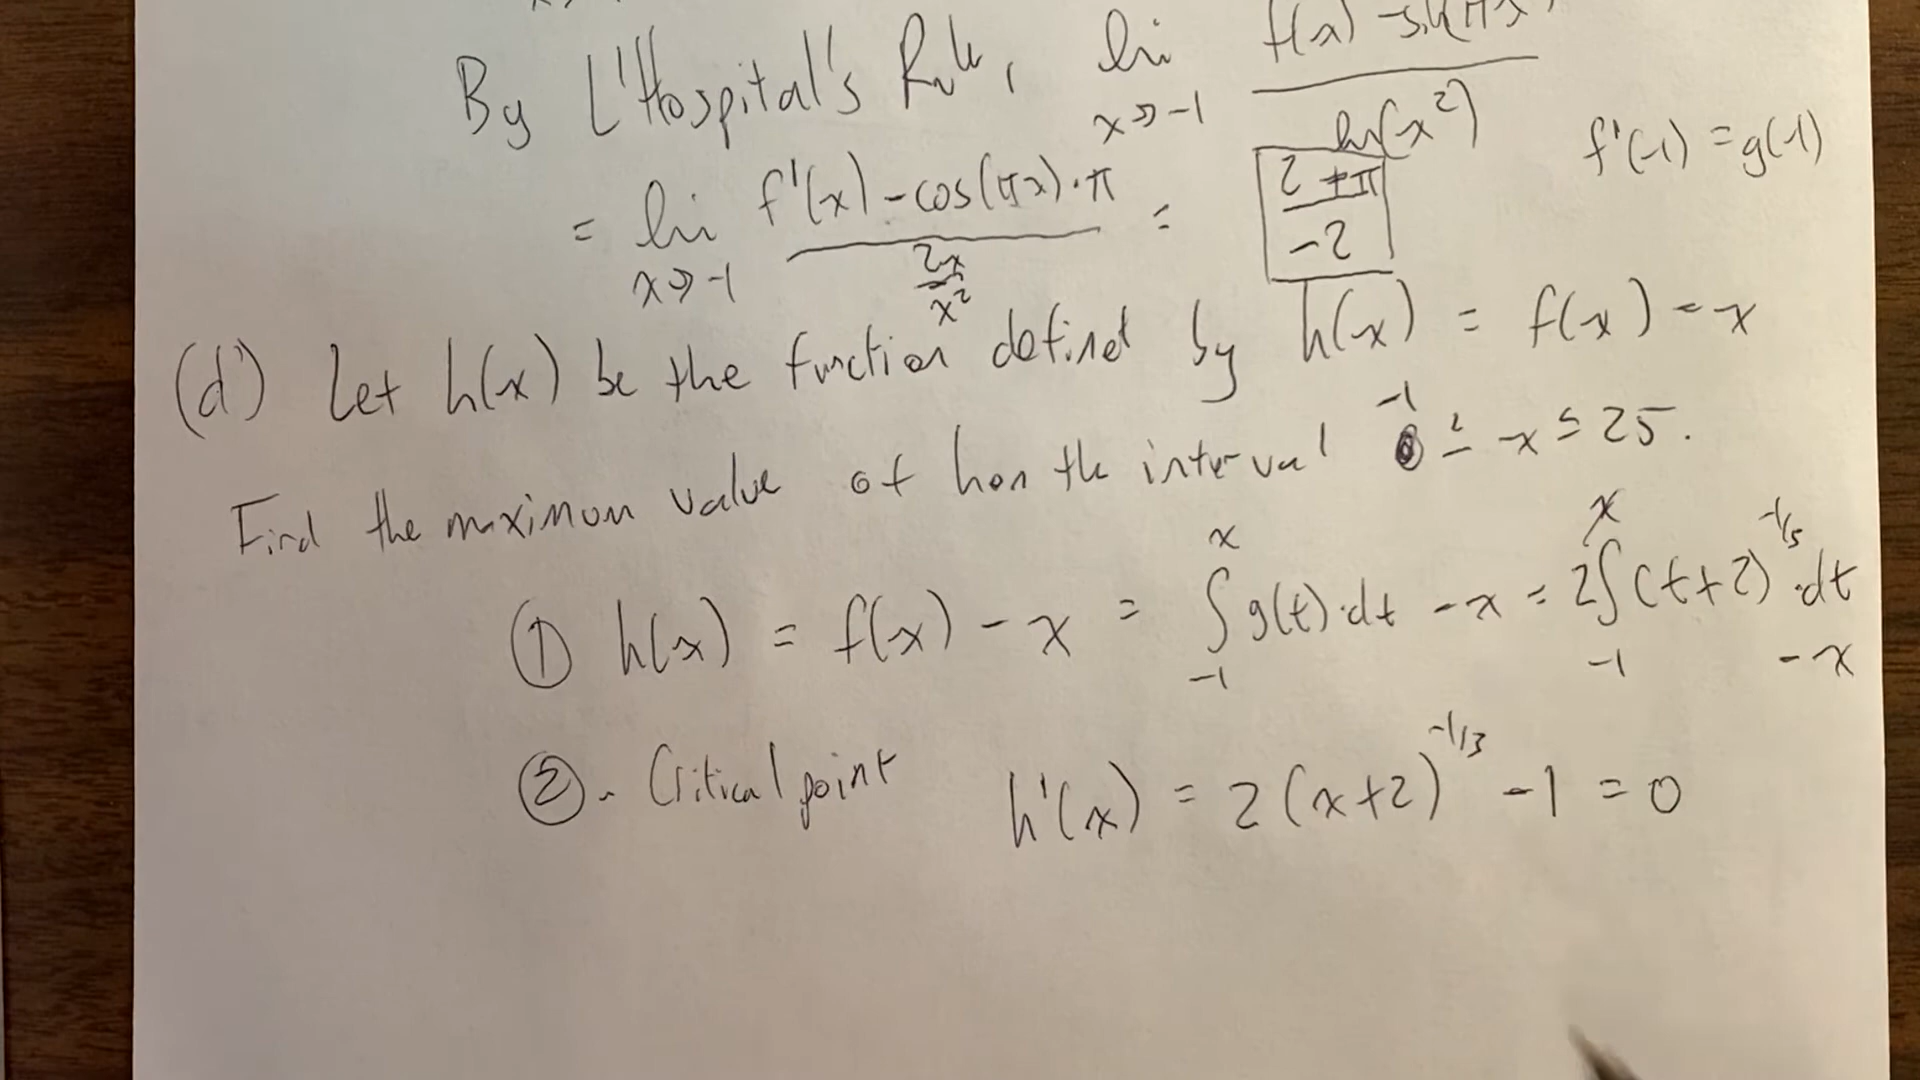 By L'Hospital's Rule, lim x→-1 f(x) - sin(πx) / ln(x²)
= lim x→-1 f'(x) - cos(πx)·π / (2x/x²) = (2+π)/-2
f'(-1) = g(-1)
(d) Let h(x) be the function defined by h(x) = f(x) - x
Find the maximum value of h on the interval -1 ≤ x ≤ 25.
① h(x) = f(x) - x = ∫₋₁ˣ g(t)·dt - x = 2∫₋₁ˣ (t+2)^(-1/3)·dt - x
②. Critical point h'(x) = 2(x+2)^(-1/3) - 1 = 0